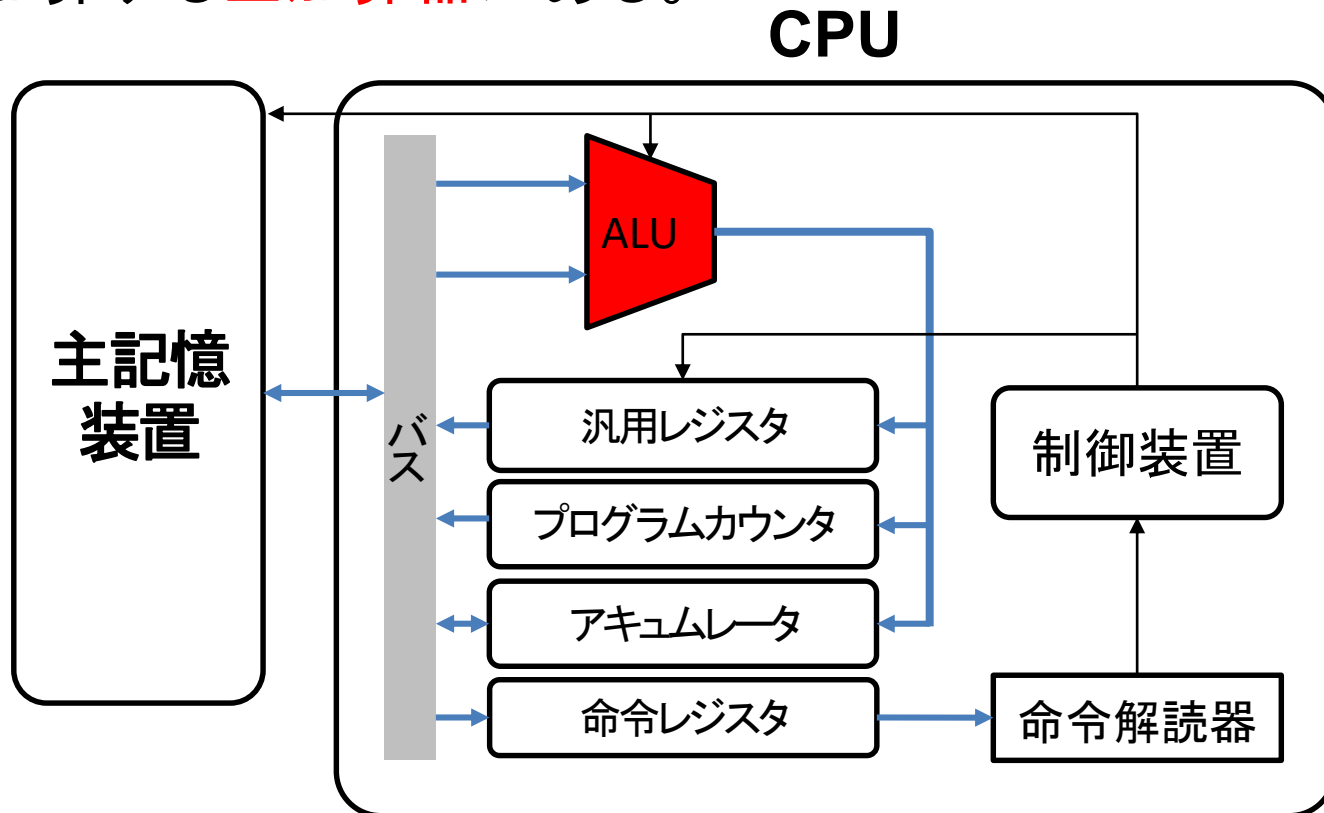 CPU
ALU
主記憶
装置
バス
汎用レジスタ
プログラムカウンタ
アキュムレータ
命令レジスタ
制御装置
命令解読器